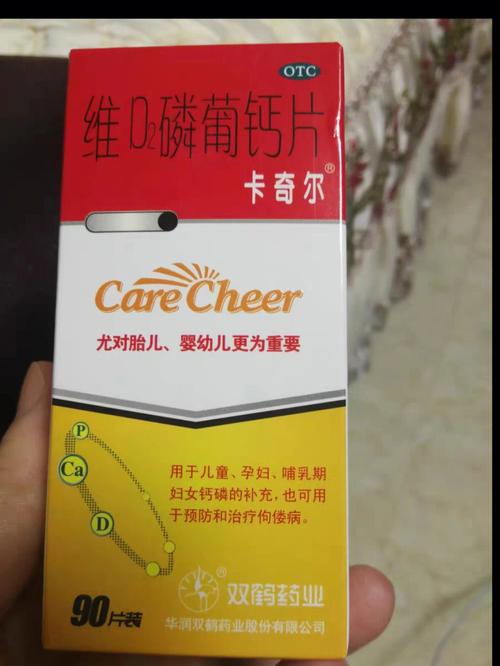 OTC
维D2磷葡钙片
卡奇尔®
Care Cheer
尤对胎儿、婴幼儿更为重要
P
Ca
D
用于儿童、孕妇、哺乳期
妇女钙磷的补充,也可用
于预防和治疗佝偻病。
® 双鹤药业
90片装
华润双鹤药业股份有限公司